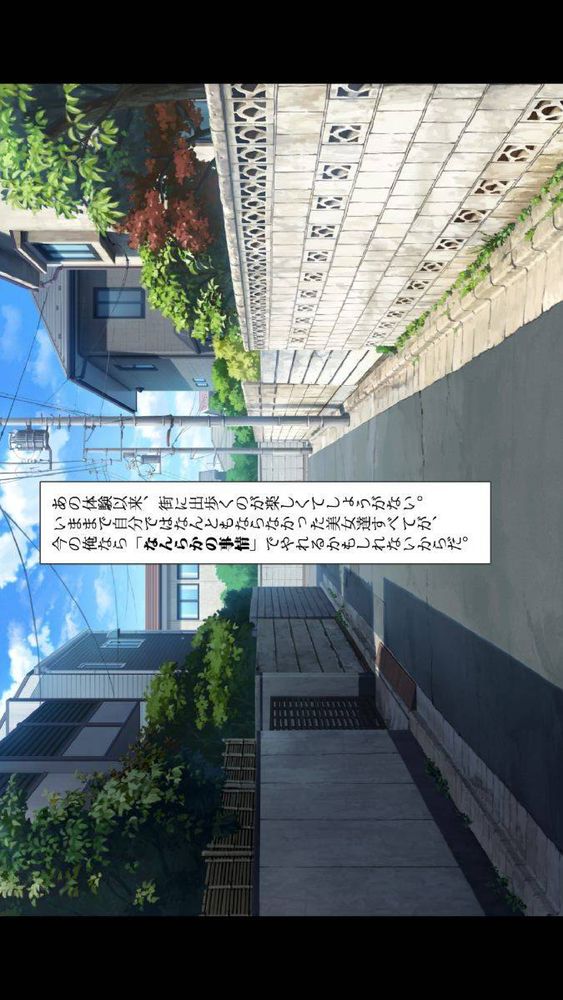 あの体験以来、街に出歩くのが楽しくてしょうがない。
いままで自分ではなんともならなかった美女達すべてが、
今の俺なら「なんらかの事情」でやれるかもしれないからだ。